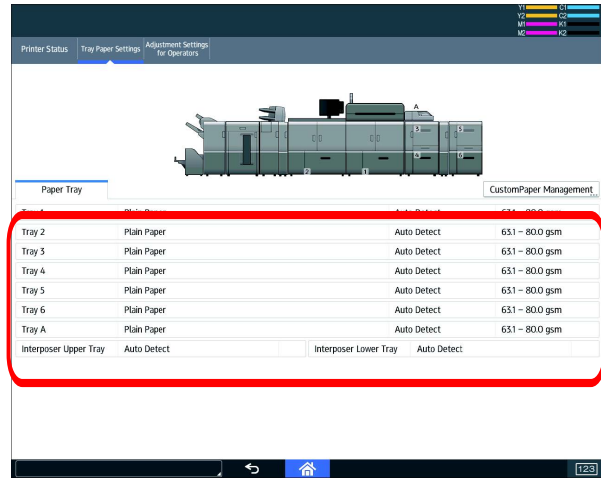 Y1 C1
Y2 C2
M1 K1
M2 K2
Printer Status Tray Paper Settings Adjustment Settings
for Operators
A
3 5
4 6
2 1
Paper Tray CustomPaper Management
Tray 2 Plain Paper Auto Detect 63.1 – 80.0 gsm
Tray 3 Plain Paper Auto Detect 63.1 – 80.0 gsm
Tray 4 Plain Paper Auto Detect 63.1 – 80.0 gsm
Tray 5 Plain Paper Auto Detect 63.1 – 80.0 gsm
Tray 6 Plain Paper Auto Detect 63.1 – 80.0 gsm
Tray A Plain Paper Auto Detect 63.1 – 80.0 gsm
Interposer Upper Tray Auto Detect Interposer Lower Tray Auto Detect
123